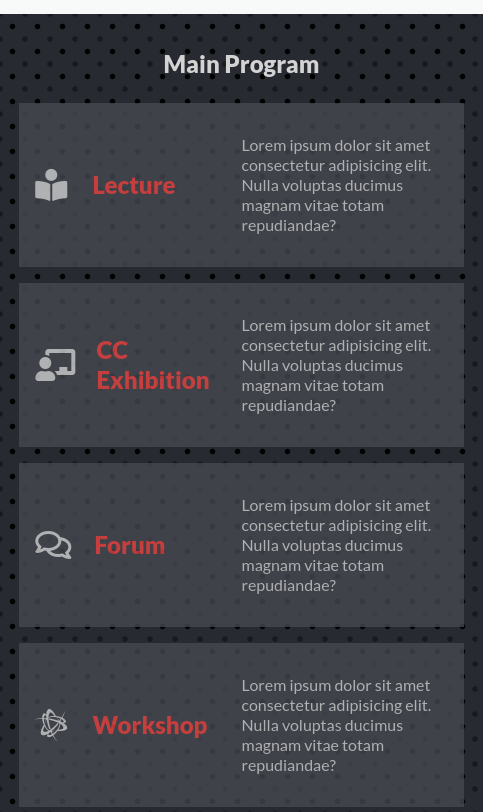 Main Program
Lecture
Lorem ipsum dolor sit amet
consectetur adipisicing elit.
Nulla voluptas ducimus
magnam vitae totam
repudiandae?
CC
Exhibition
Lorem ipsum dolor sit amet
consectetur adipisicing elit.
Nulla voluptas ducimus
magnam vitae totam
repudiandae?
Forum
Lorem ipsum dolor sit amet
consectetur adipisicing elit.
Nulla voluptas ducimus
magnam vitae totam
repudiandae?
Workshop
Lorem ipsum dolor sit amet
consectetur adipisicing elit.
Nulla voluptas ducimus
magnam vitae totam
repudiandae?